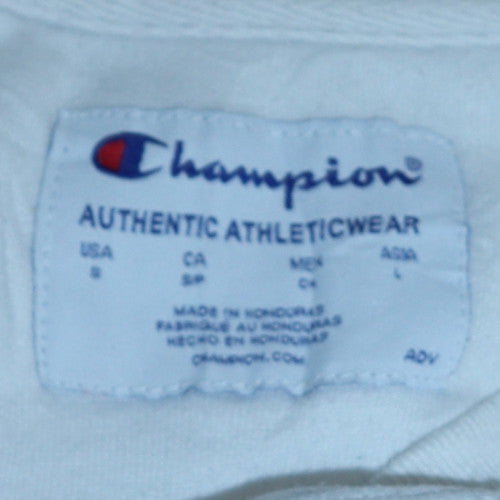 Champion
AUTHENTIC ATHLETICWEAR
USA CA MEX ASIA
S S/P CH L
MADE IN HONDURAS
FABRIQUÉ AU HONDURAS
HECHO EN HONDURAS
CHAMPION.COM
ADV